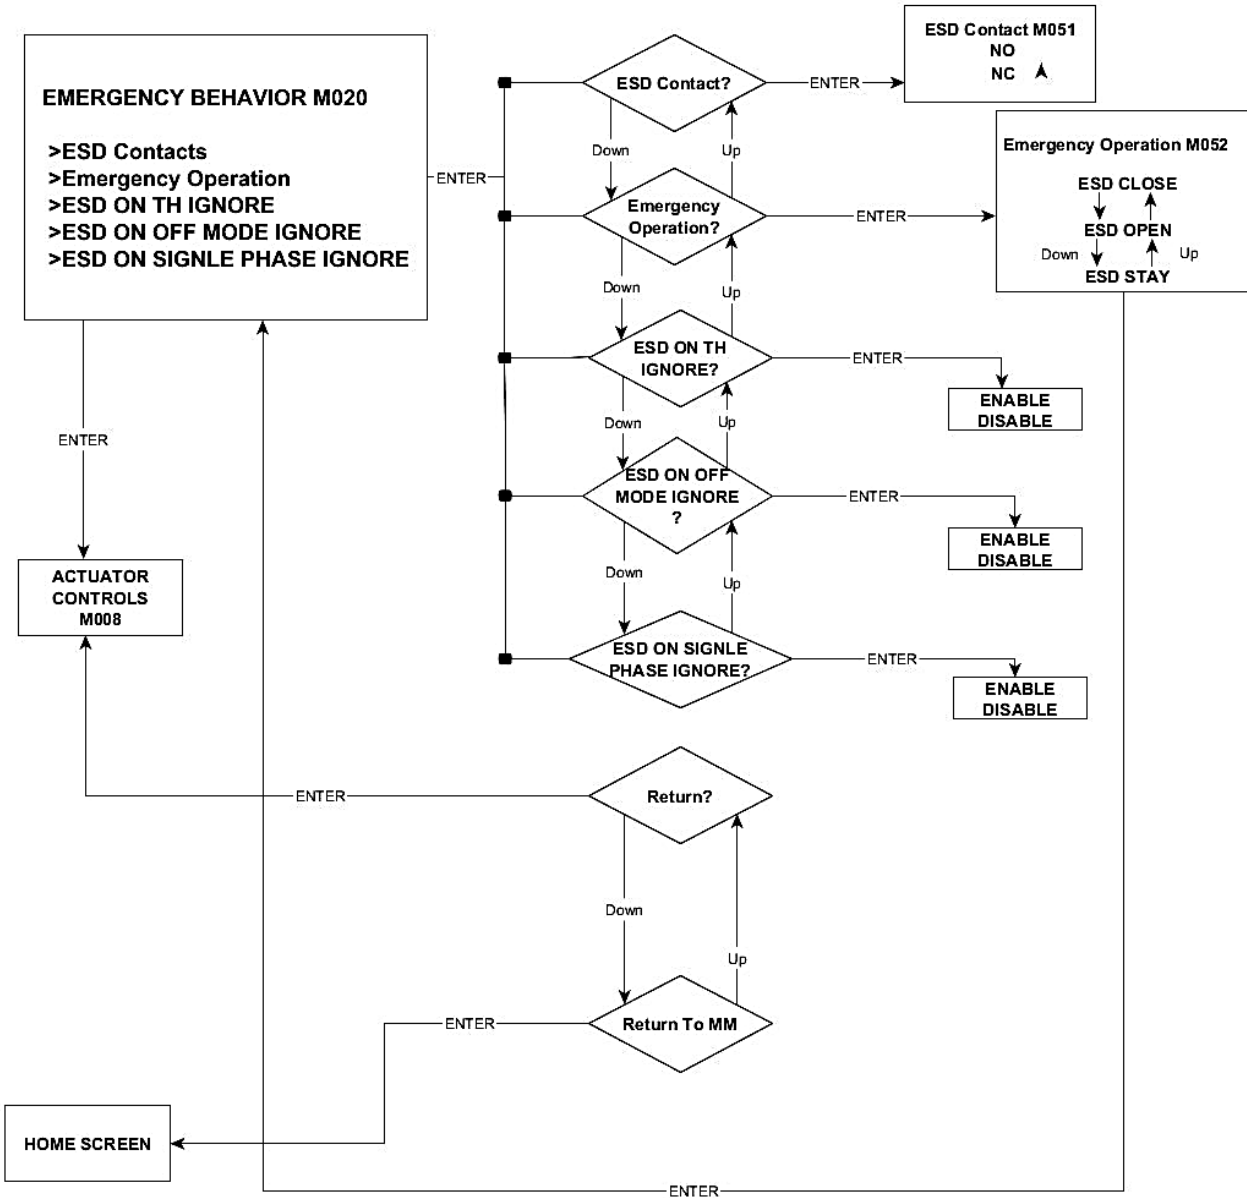 EMERGENCY BEHAVIOR M020
>ESD Contacts
>Emergency Operation
>ESD ON TH IGNORE
>ESD ON OFF MODE IGNORE
>ESD ON SIGNLE PHASE IGNORE
ENTER
ENTER
ACTUATOR
CONTROLS
M008
ESD Contact?
ENTER
ESD Contact M051
NO
NC
Down
Up
Emergency
Operation?
ENTER
Emergency Operation M052
ESD CLOSE
ESD OPEN
Down
Up
ESD STAY
Down
Up
ESD ON TH
IGNORE?
ENTER
ENABLE
DISABLE
Down
Up
ESD ON OFF
MODE IGNORE
?
ENTER
ENABLE
DISABLE
Down
Up
ESD ON SIGNLE
PHASE IGNORE?
ENTER
ENABLE
DISABLE
Return?
ENTER
Down
Up
Return To MM
ENTER
HOME SCREEN
ENTER